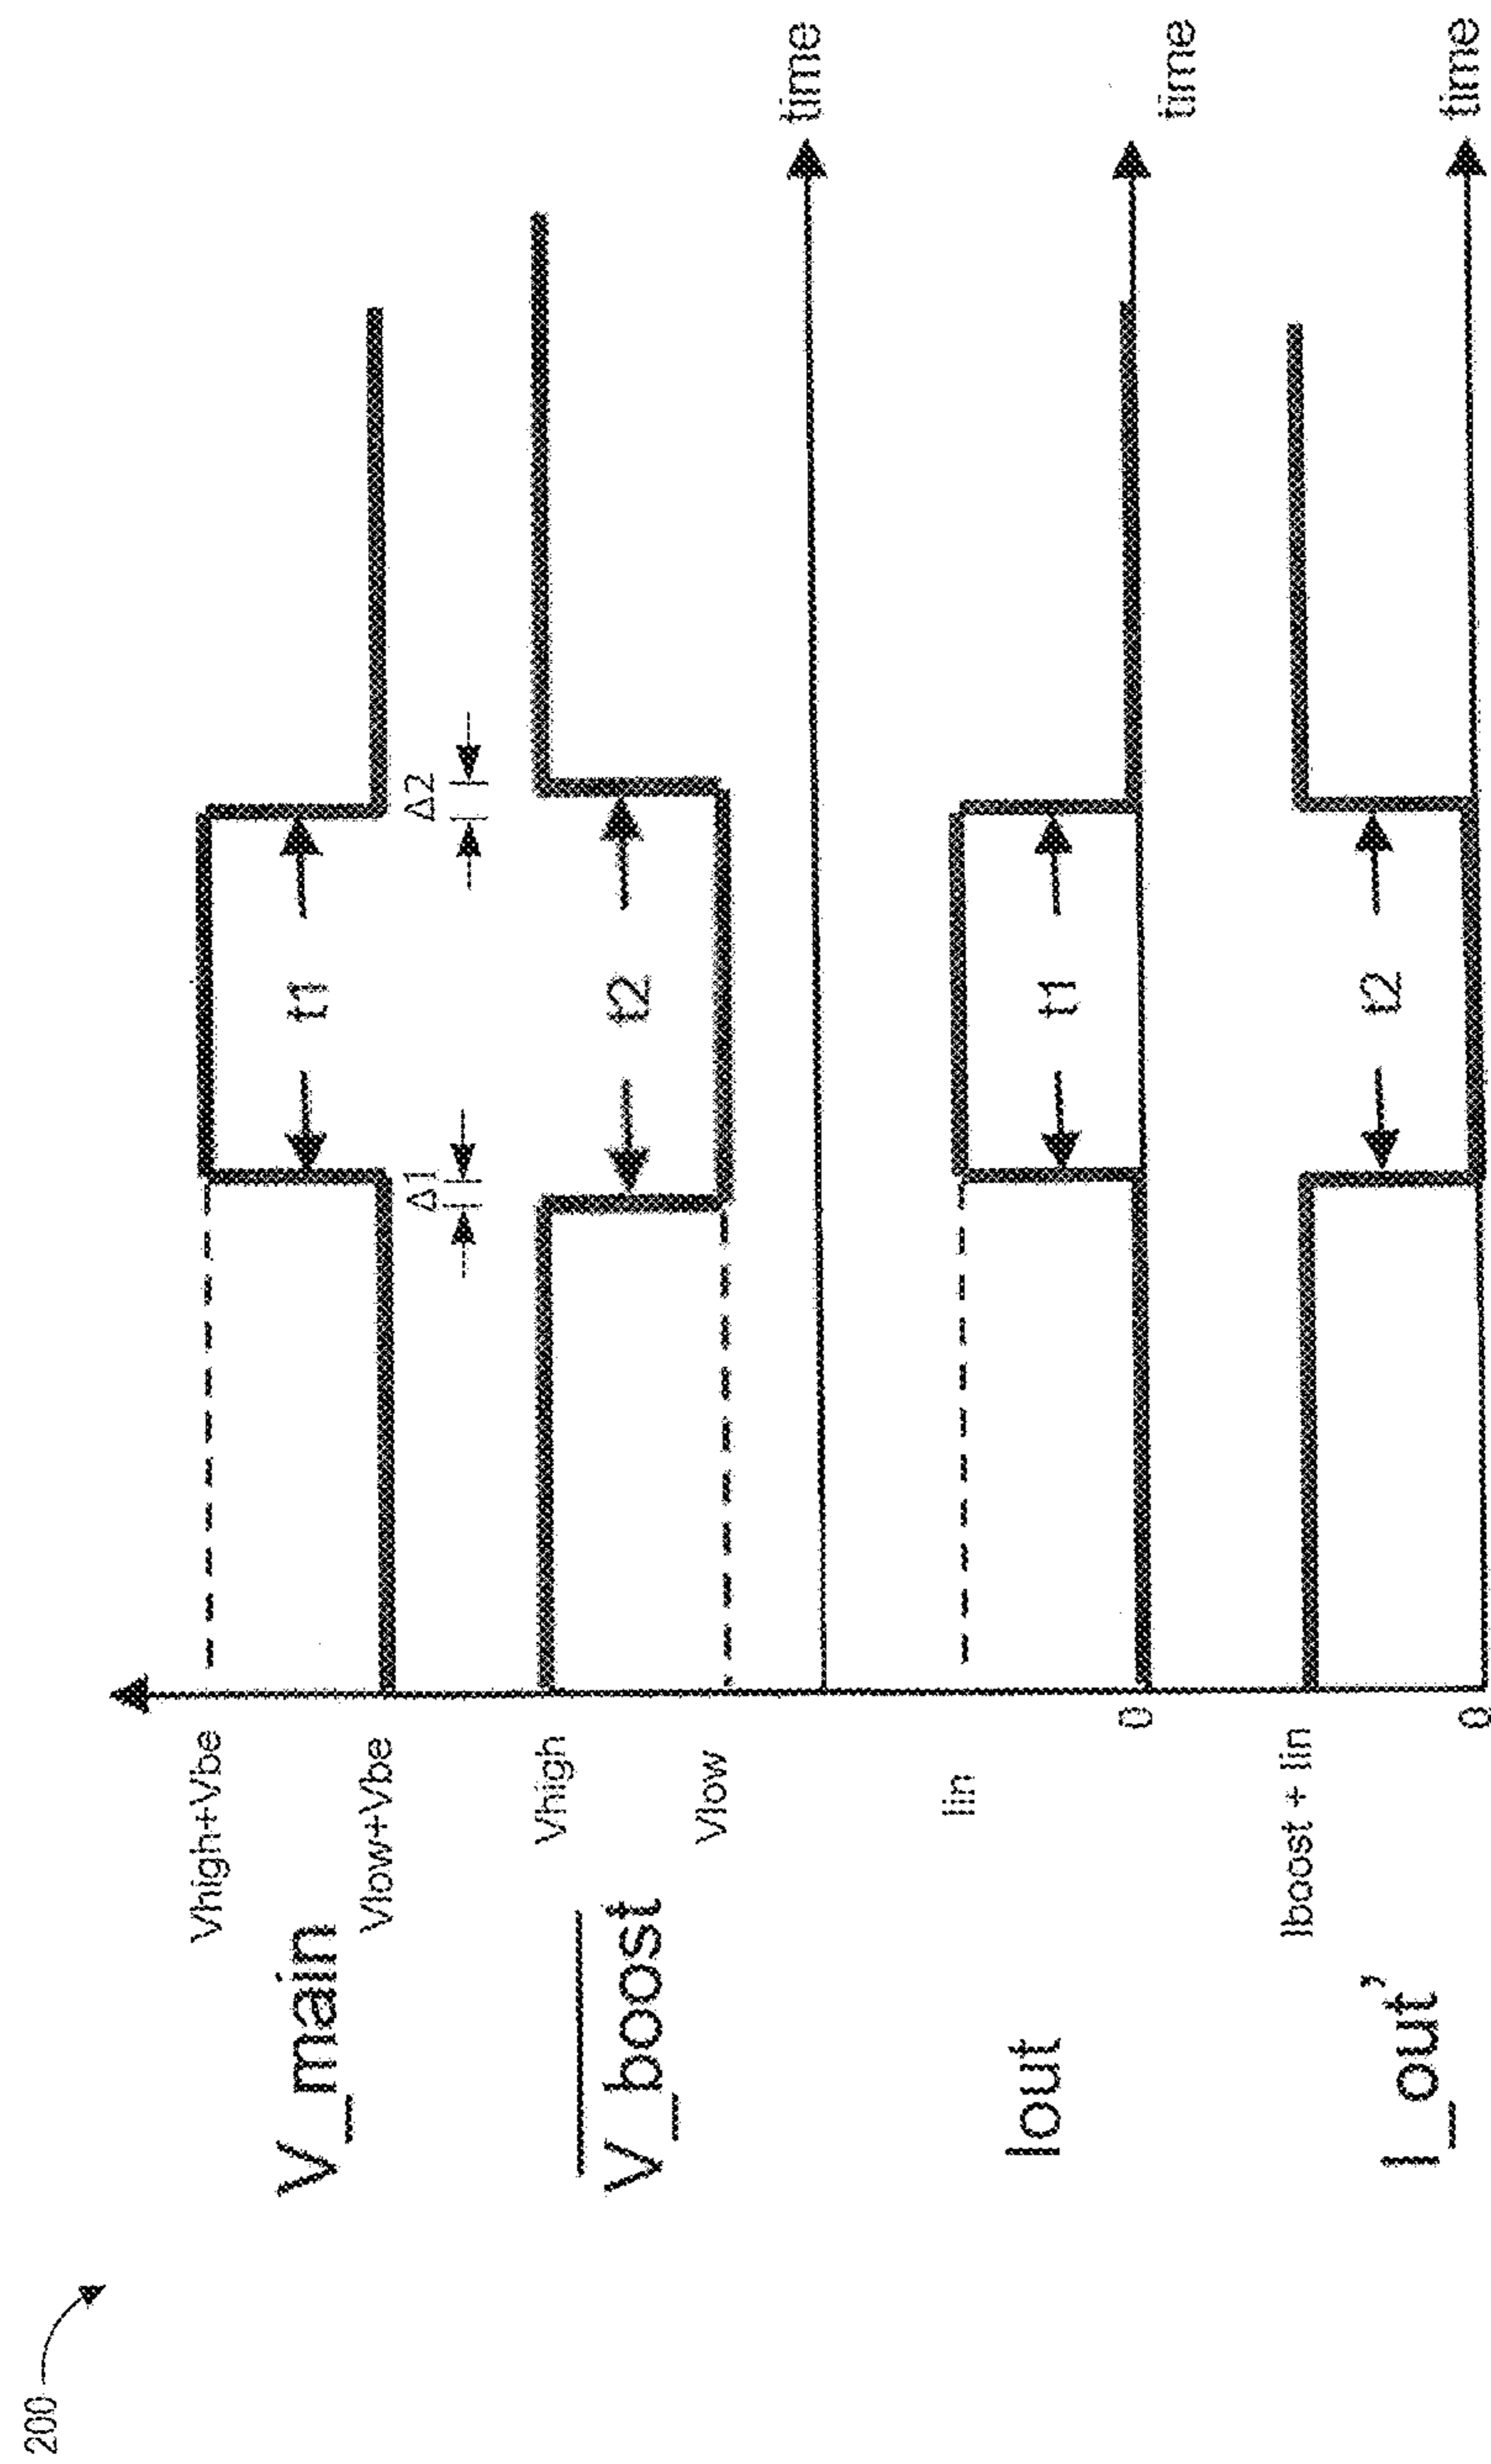 200
Vhigh+Vbe
V_main
Vlow+Vbe
t1
Δ1
Δ2
Vhigh
V_boost
Vlow
t2
time
Iin
Iout
t1
0
time
Iboost + Iin
I_out’
t2
0
time